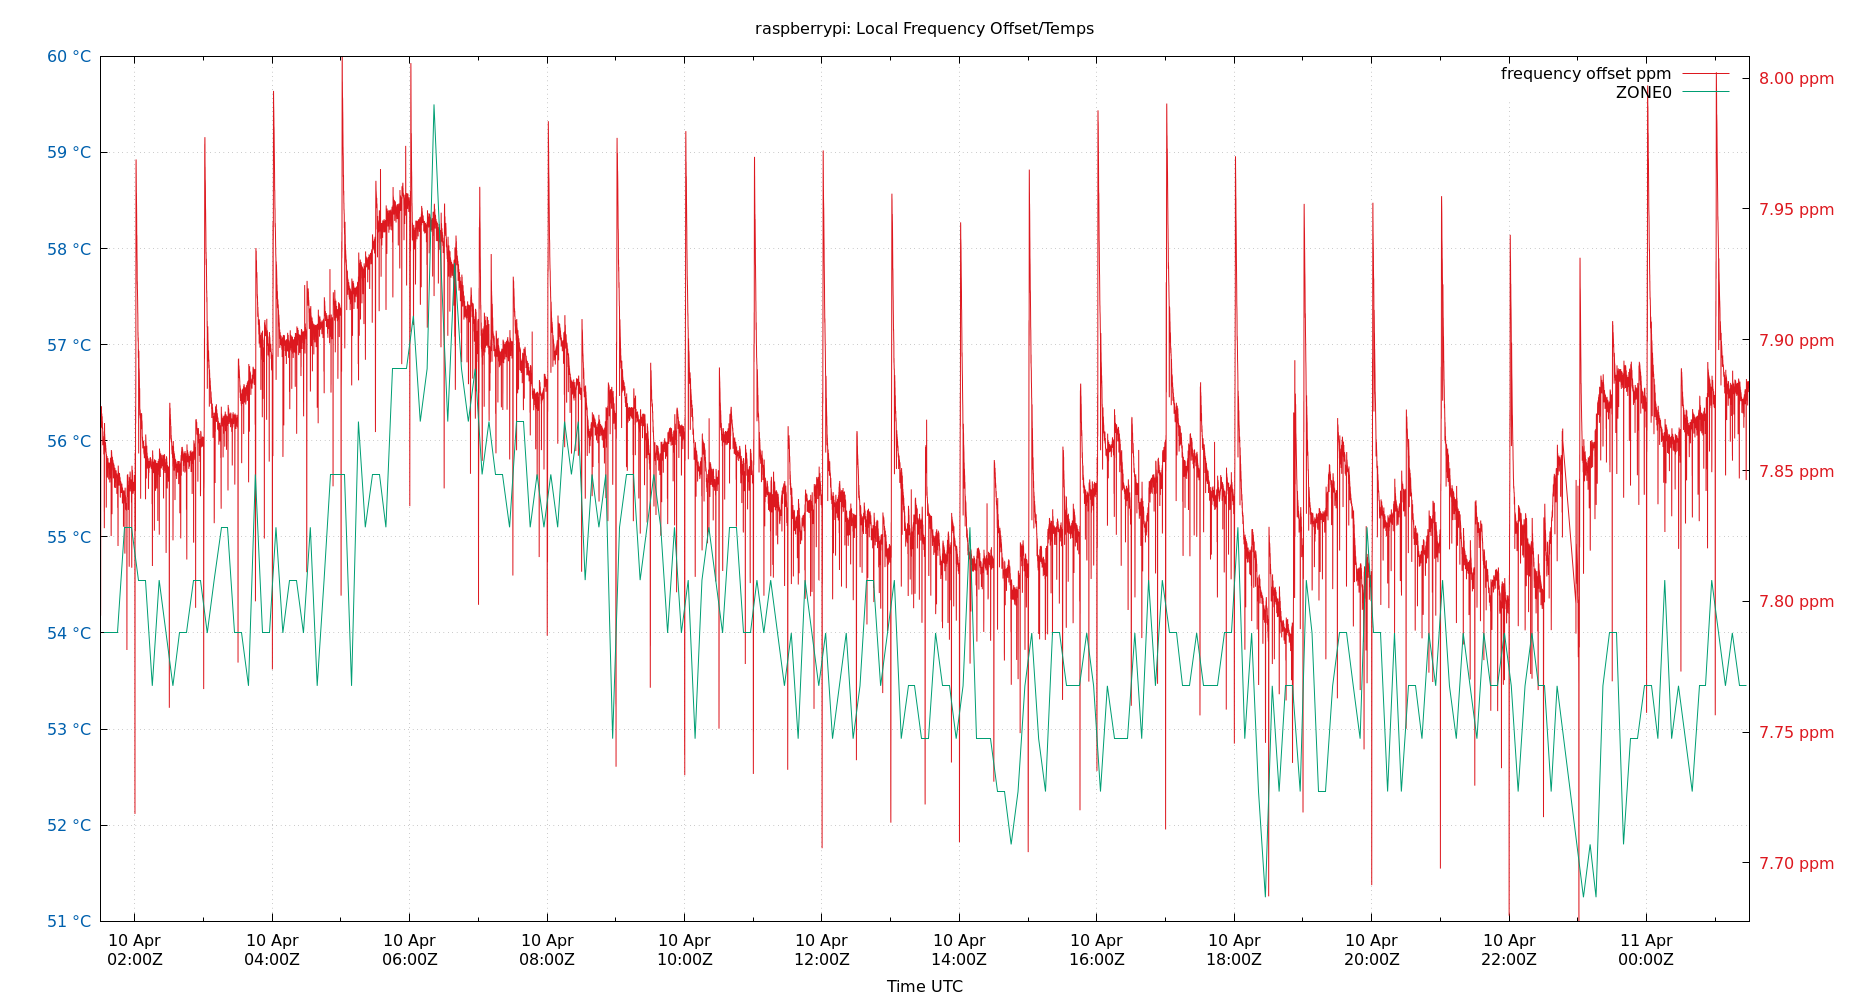 raspberrypi: Local Frequency Offset/Temps
frequency offset ppm
ZONE0
60 °C
59 °C
58 °C
57 °C
56 °C
55 °C
54 °C
53 °C
52 °C
51 °C
8.00 ppm
7.95 ppm
7.90 ppm
7.85 ppm
7.80 ppm
7.75 ppm
7.70 ppm
10 Apr
02:00Z
10 Apr
04:00Z
10 Apr
06:00Z
10 Apr
08:00Z
10 Apr
10:00Z
10 Apr
12:00Z
10 Apr
14:00Z
10 Apr
16:00Z
10 Apr
18:00Z
10 Apr
20:00Z
10 Apr
22:00Z
11 Apr
00:00Z
Time UTC